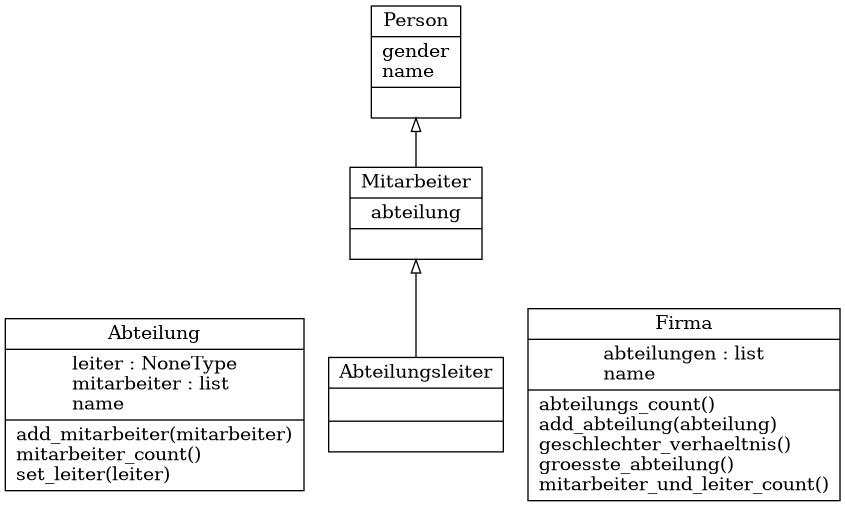 Person
gender
name
Mitarbeiter
abteilung
Abteilung
leiter : NoneType
mitarbeiter : list
name
add_mitarbeiter(mitarbeiter)
mitarbeiter_count()
set_leiter(leiter)
Abteilungsleiter
Firma
abteilungen : list
name
abteilungs_count()
add_abteilung(abteilung)
geschlechter_verhaeltnis()
groesste_abteilung()
mitarbeiter_und_leiter_count()